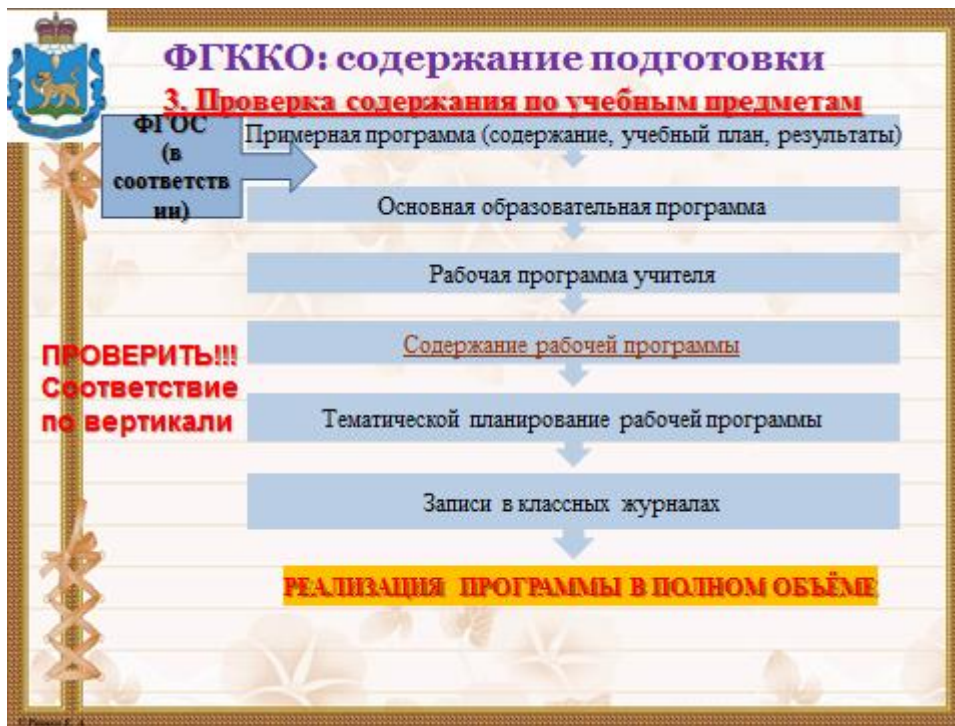 ФГККО: содержание подготовки
3. Проверка содержания по учебным предметам
ФГОС
(в
соответств
ии)
Примерная программа (содержание, учебный план, результаты)
Основная образовательная программа
Рабочая программа учителя
Содержание рабочей программы
ПРОВЕРИТЬ!!!
Соответствие
по вертикали
Тематической планирование рабочей программы
Записи в классных журналах
РЕАЛИЗАЦИЯ ПРОГРАММЫ В ПОЛНОМ ОБЪЁМЕ